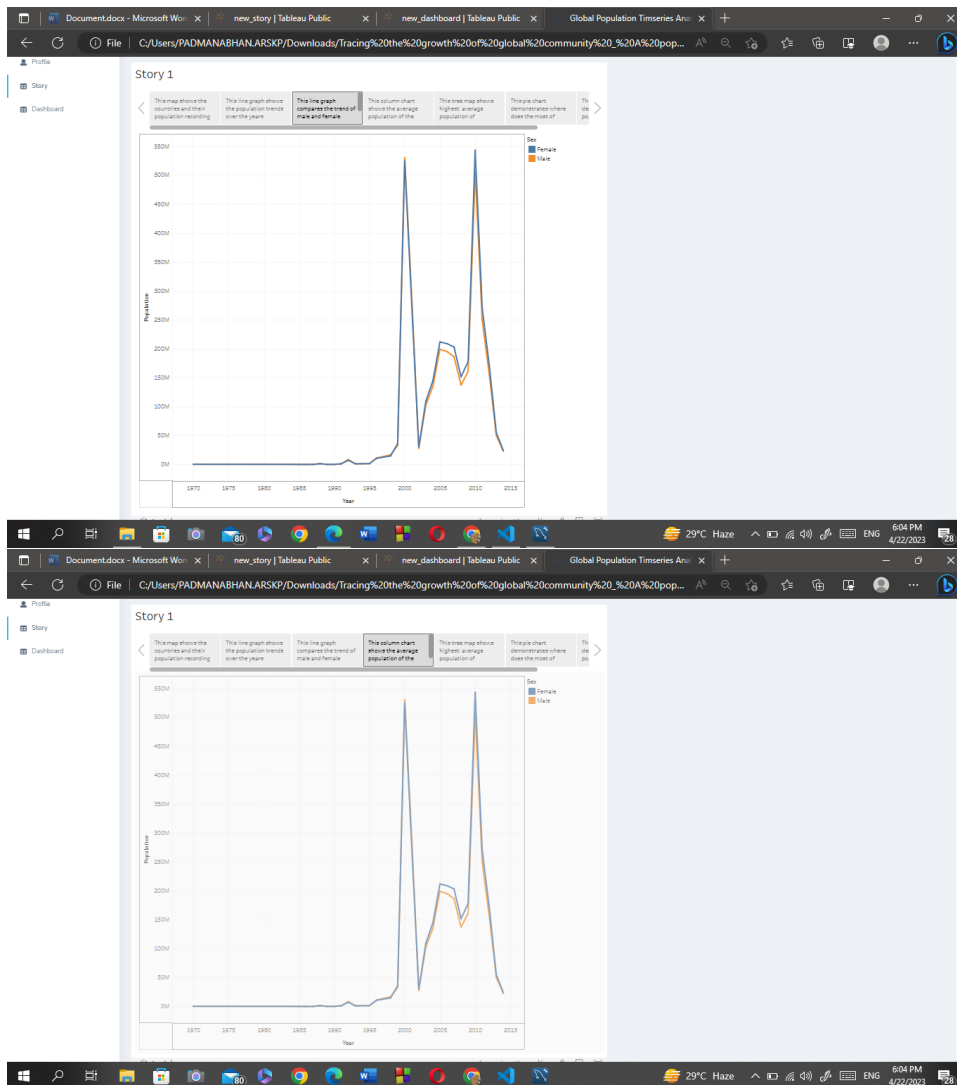 Document.docx - Microsoft Wor: new_story | Tableau Public new_dashboard | Tableau Public Global Population Timseries Ana
File C:/Users/PADMANABHAN.ARSKP/Downloads/Tracing%20the%20growth%20of%20global%20community%20_%20A%20pop...
Profile
Story
Dashboard
Story 1
This map shows the countries and their population recording
This line graph shows the population trends over the years
This line graph compares the trend of male and female
This column chart shows the average population of the
This tree map shows highest average population of
This pie chart demonstrates where does the most of
Th
de
po
Sex
Female
Male
550M
500M
450M
400M
350M
300M
250M
200M
150M
100M
50M
0M
Population
1970 1975 1980 1985 1990 1995 2000 2005 2010 2015
Year
80
29°C Haze ENG 6:04 PM
4/22/2023
28
Document.docx - Microsoft Wor: new_story | Tableau Public new_dashboard | Tableau Public Global Population Timseries Ana
File C:/Users/PADMANABHAN.ARSKP/Downloads/Tracing%20the%20growth%20of%20global%20community%20_%20A%20pop...
Profile
Story
Dashboard
Story 1
This map shows the countries and their population recording
This line graph shows the population trends over the years
This line graph compares the trend of male and female
This column chart shows the average population of the
This tree map shows highest average population of
This pie chart demonstrates where does the most of
Th
de
po
Sex
Female
Male
550M
500M
450M
400M
350M
300M
250M
200M
150M
100M
50M
0M
Population
1970 1975 1980 1985 1990 1995 2000 2005 2010 2015
Year
80
29°C Haze ENG 6:04 PM
4/22/2023
28